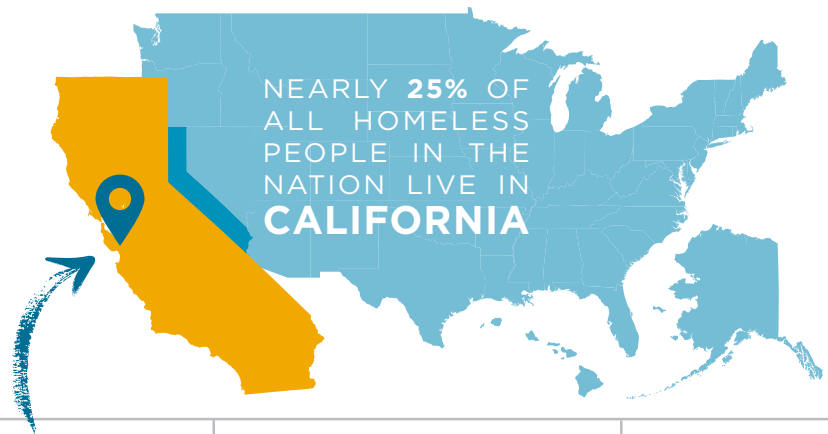 NEARLY 25% OF
ALL HOMELESS
PEOPLE IN THE
NATION LIVE IN
CALIFORNIA